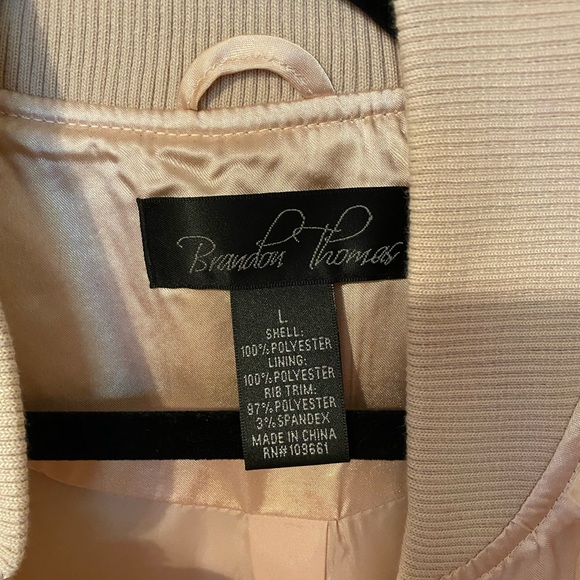 Brandon Thomas
L
SHELL:
100% POLYESTER
LINING:
100% POLYESTER
RIB TRIM:
97% POLYESTER
3% SPANDEX
MADE IN CHINA
RN#109661